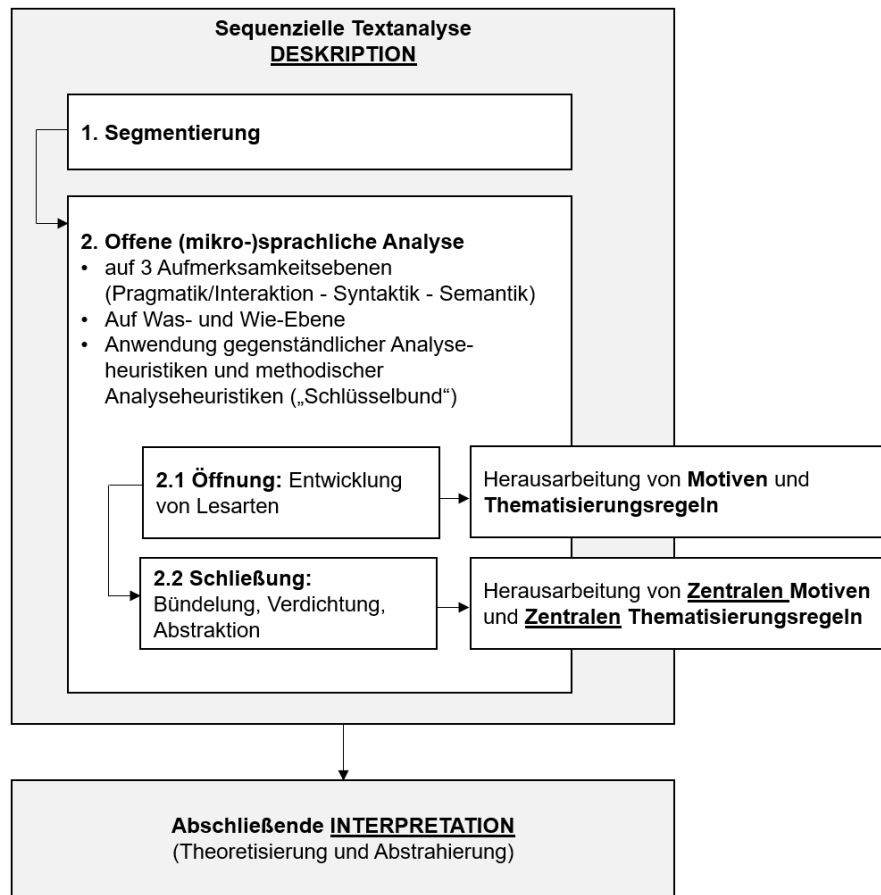 Sequenzielle Textanalyse
DESKRIPTION
1. Segmentierung
2. Offene (mikro-)sprachliche Analyse
• auf 3 Aufmerksamkeitsebenen
(Pragmatik/Interaktion - Syntaktik - Semantik)
• Auf Was- und Wie-Ebene
• Anwendung gegenständlicher Analyse-
heuristiken und methodischer
Analyseheuristiken („Schlüsselbund“)
2.1 Öffnung: Entwicklung
von Lesarten
Herausarbeitung von Motiven und
Thematisierungsregeln
2.2 Schließung:
Bündelung, Verdichtung,
Abstraktion
Herausarbeitung von Zentralen Motiven
und Zentralen Thematisierungsregeln
Abschließende INTERPRETATION
(Theoretisierung und Abstrahierung)